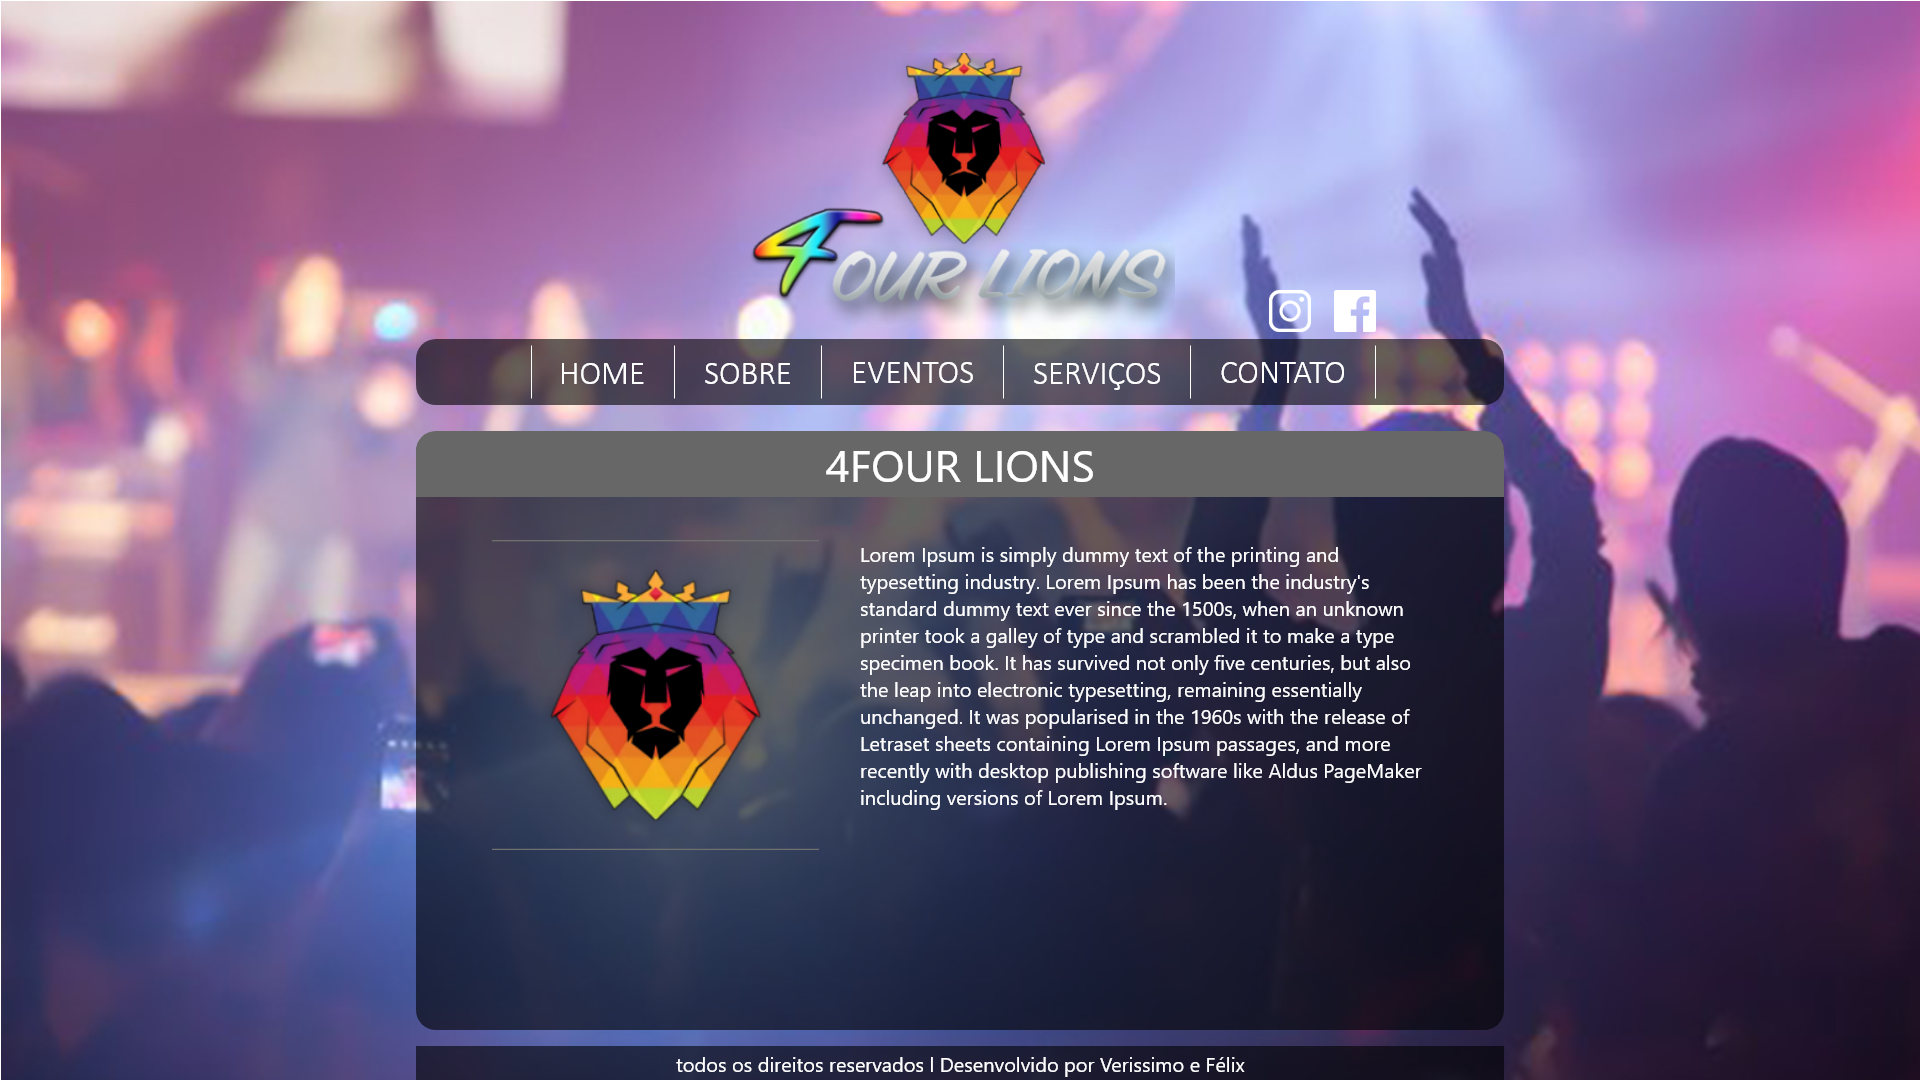 4OUR LIONS
HOME
SOBRE
EVENTOS
SERVIÇOS
CONTATO
4FOUR LIONS
Lorem Ipsum is simply dummy text of the printing and
typesetting industry. Lorem Ipsum has been the industry's
standard dummy text ever since the 1500s, when an unknown
printer took a galley of type and scrambled it to make a type
specimen book. It has survived not only five centuries, but also
the leap into electronic typesetting, remaining essentially
unchanged. It was popularised in the 1960s with the release of
Letraset sheets containing Lorem Ipsum passages, and more
recently with desktop publishing software like Aldus PageMaker
including versions of Lorem Ipsum.
todos os direitos reservados l Desenvolvido por Verissimo e Félix